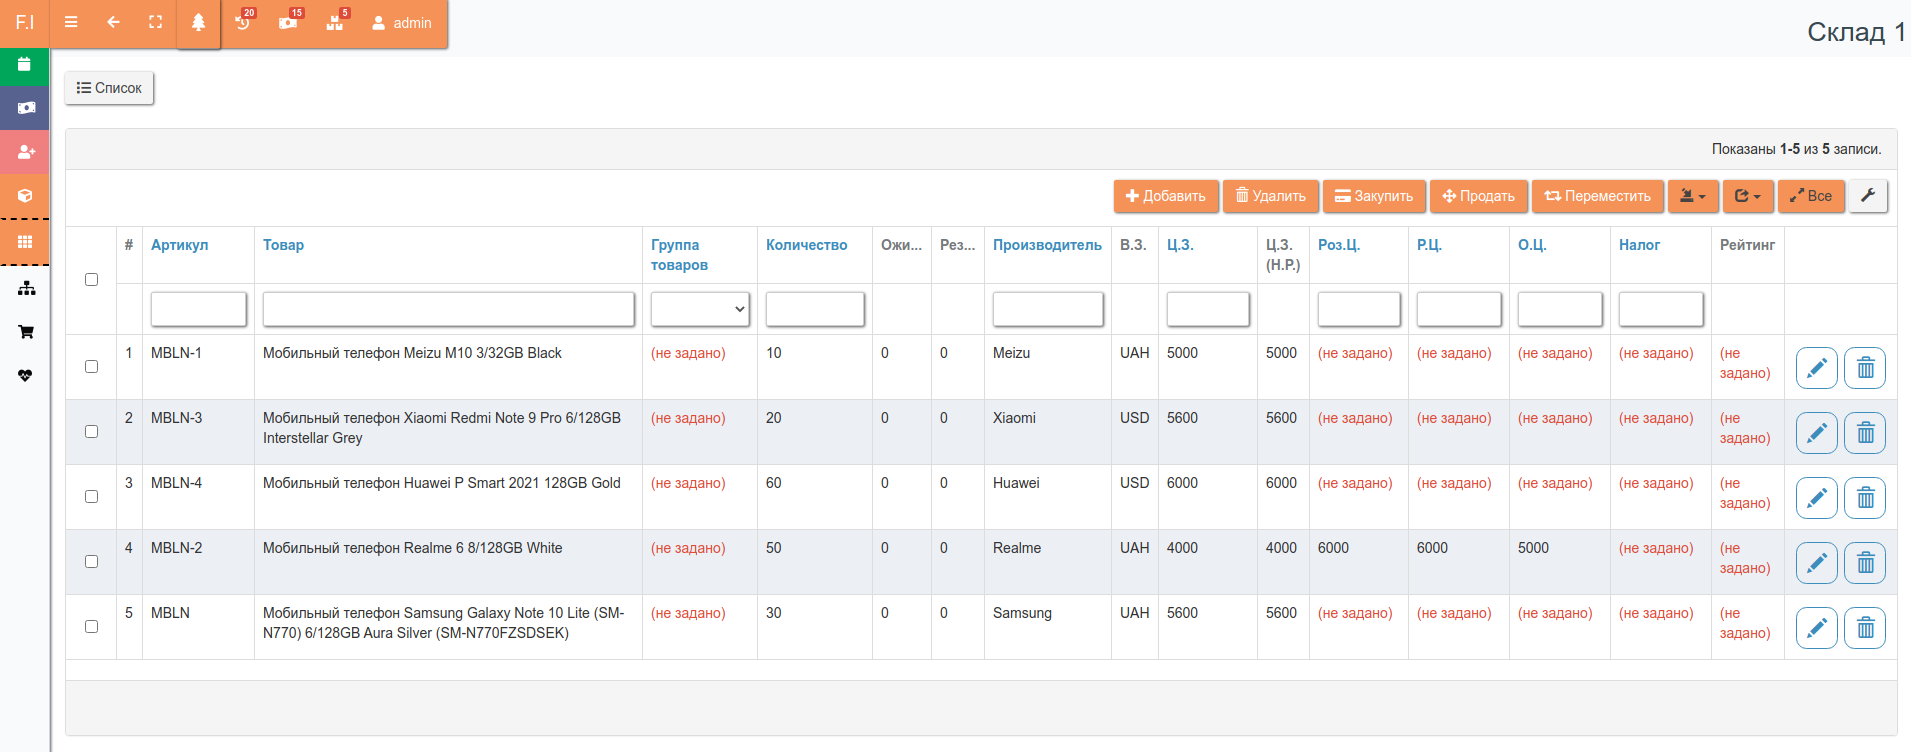 F.I
20
15
5
admin
Склад 1
Список
Показаны 1-5 из 5 записи.
Добавить
Удалить
Закупить
Продать
Переместить
Все
#
Артикул
Товар
Группа
товаров
Количество
Ожи...
Рез...
Производитель
В.З.
Ц.З.
Ц.З.
(Н.Р.)
Роз.Ц.
Р.Ц.
О.Ц.
Налог
Рейтинг
1 MBLN-1 Мобильный телефон Meizu M10 3/32GB Black (не задано) 10 0 0 Meizu UAH 5000 5000 (не задано) (не задано) (не задано) (не задано) (не
задано)
2 MBLN-3 Мобильный телефон Xiaomi Redmi Note 9 Pro 6/128GB (не задано) 20 0 0 Xiaomi USD 5600 5600 (не задано) (не задано) (не задано) (не задано) (не
Interstellar Grey задано)
3 MBLN-4 Мобильный телефон Huawei P Smart 2021 128GB Gold (не задано) 60 0 0 Huawei USD 6000 6000 (не задано) (не задано) (не задано) (не задано) (не
задано)
4 MBLN-2 Мобильный телефон Realme 6 8/128GB White (не задано) 50 0 0 Realme UAH 4000 4000 6000 6000 5000 (не задано) (не
задано)
5 MBLN Мобильный телефон Samsung Galaxy Note 10 Lite (SM- (не задано) 30 0 0 Samsung UAH 5600 5600 (не задано) (не задано) (не задано) (не задано) (не
N770) 6/128GB Aura Silver (SM-N770FZSDSEK) задано)